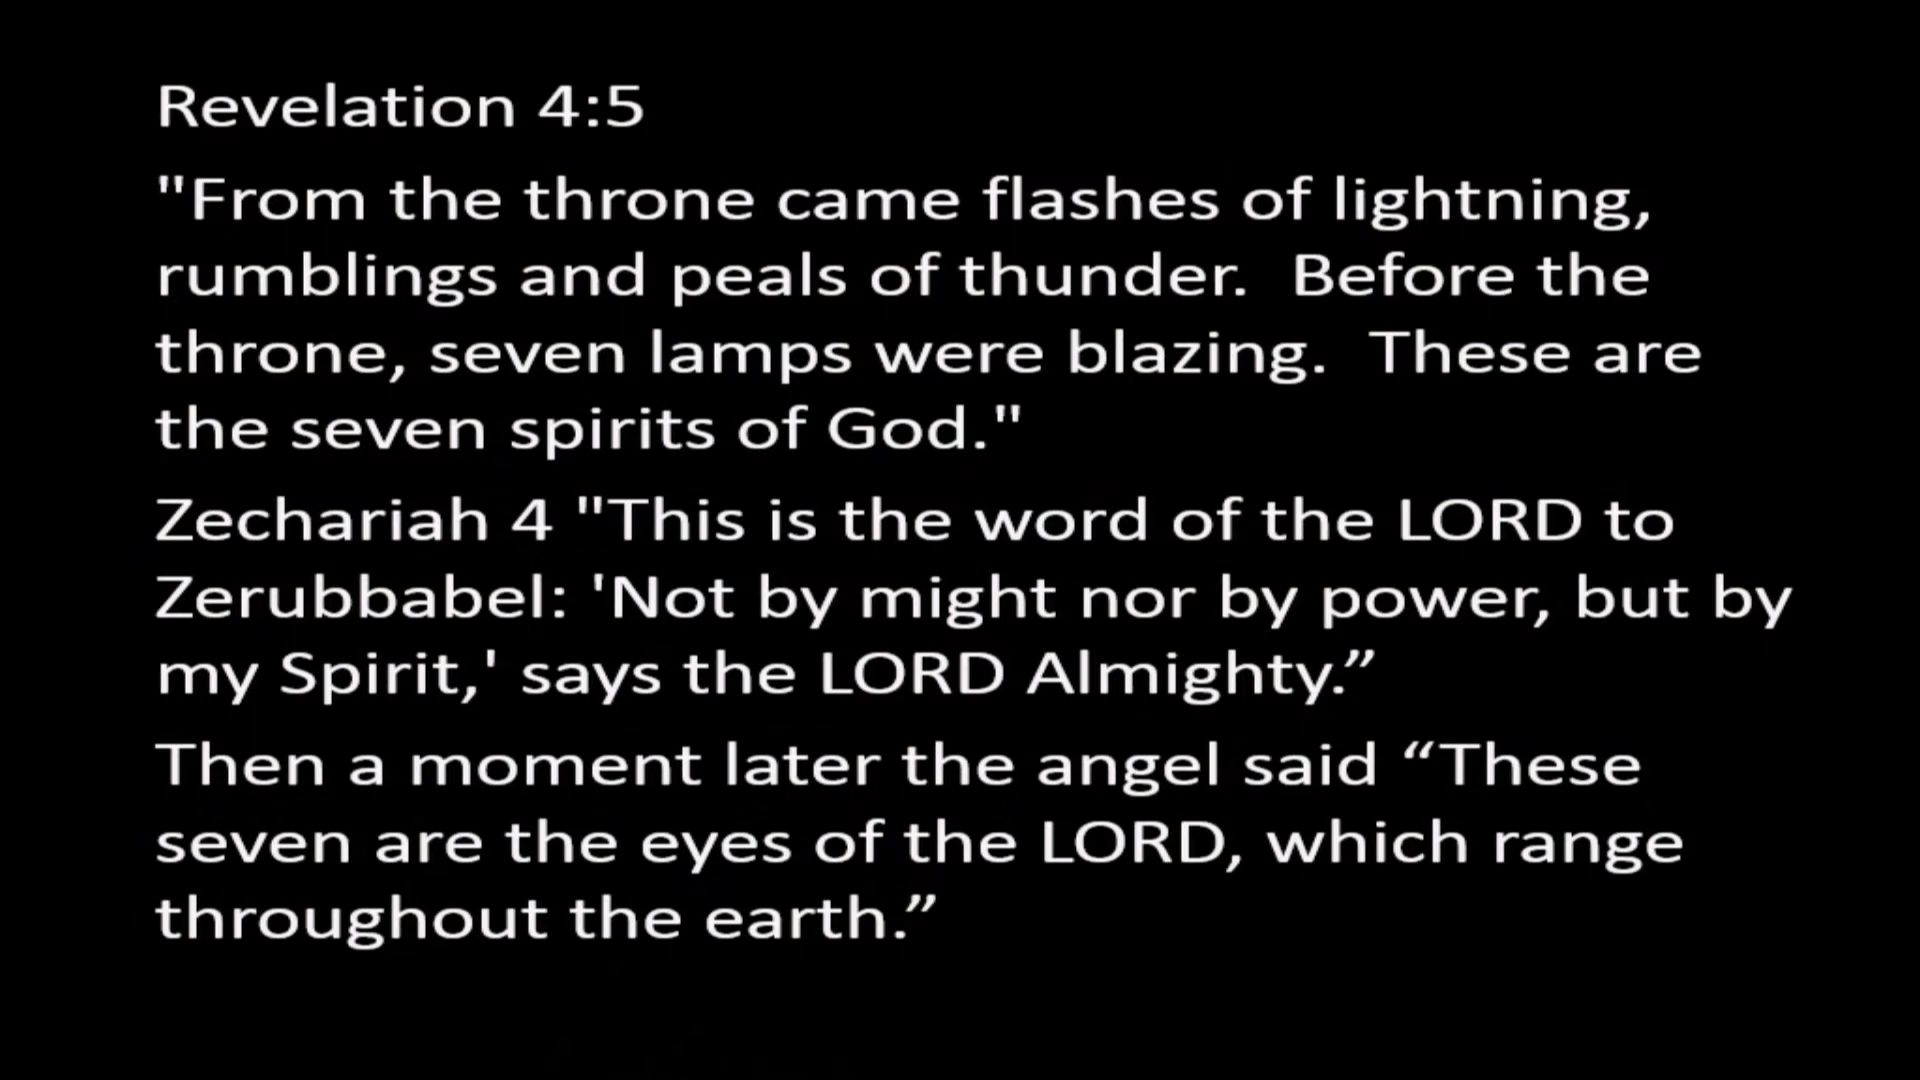 Revelation 4:5
"From the throne came flashes of lightning,
rumblings and peals of thunder.  Before the
throne, seven lamps were blazing.  These are
the seven spirits of God."
Zechariah 4 "This is the word of the LORD to
Zerubbabel: 'Not by might nor by power, but by
my Spirit,' says the LORD Almighty.”
Then a moment later the angel said “These
seven are the eyes of the LORD, which range
throughout the earth.”